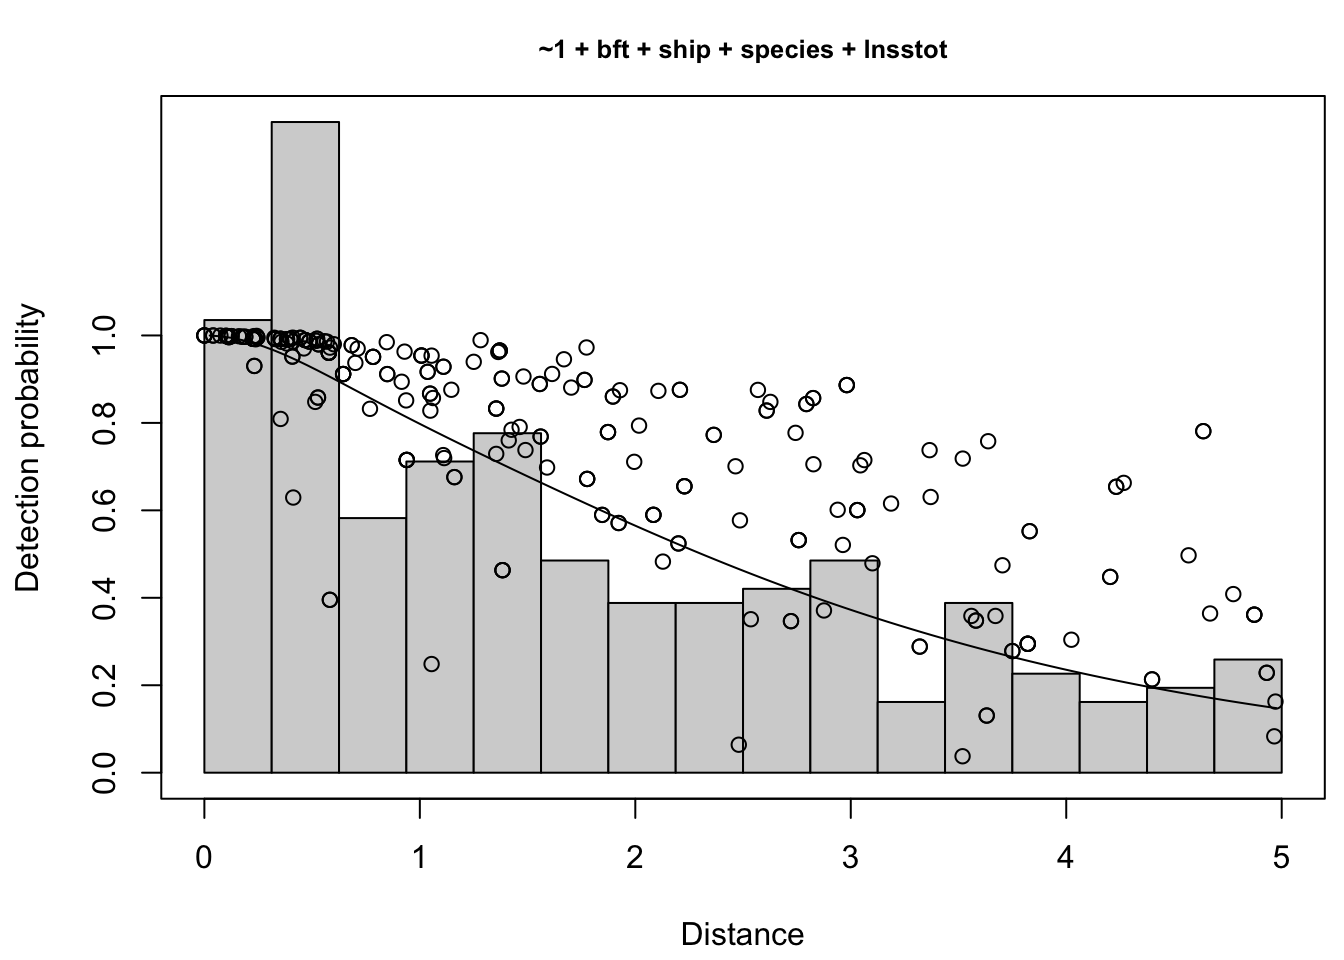 ~1 + bft + ship + species + lnsstot
Detection probability
1.0
0.8
0.6
0.4
0.2
0.0
0 1 2 3 4 5
Distance